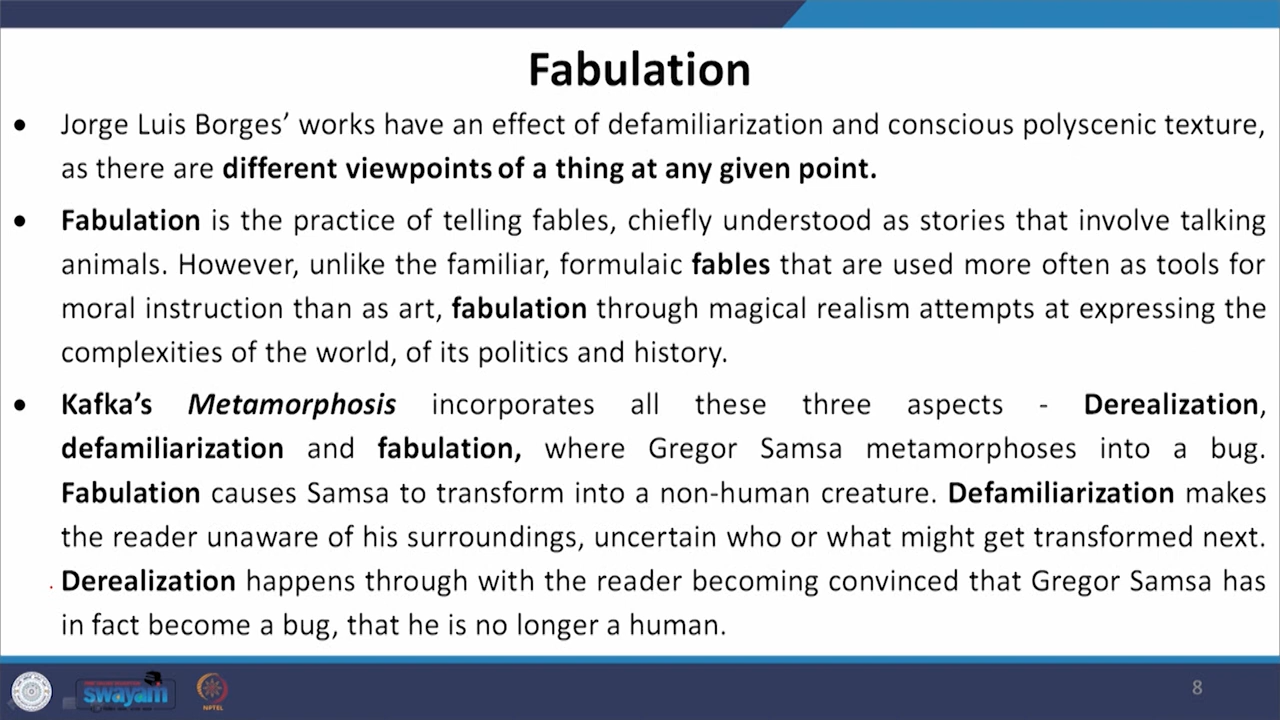 Fabulation
• Jorge Luis Borges’ works have an effect of defamiliarization and conscious polyscenic texture,
as there are different viewpoints of a thing at any given point.
• Fabulation is the practice of telling fables, chiefly understood as stories that involve talking
animals. However, unlike the familiar, formulaic fables that are used more often as tools for
moral instruction than as art, fabulation through magical realism attempts at expressing the
complexities of the world, of its politics and history.
• Kafka’s Metamorphosis incorporates all these three aspects - Derealization,
defamiliarization and fabulation, where Gregor Samsa metamorphoses into a bug.
Fabulation causes Samsa to transform into a non-human creature. Defamiliarization makes
the reader unaware of his surroundings, uncertain who or what might get transformed next.
Derealization happens through with the reader becoming convinced that Gregor Samsa has
in fact become a bug, that he is no longer a human.
swayam
NPTEL
8